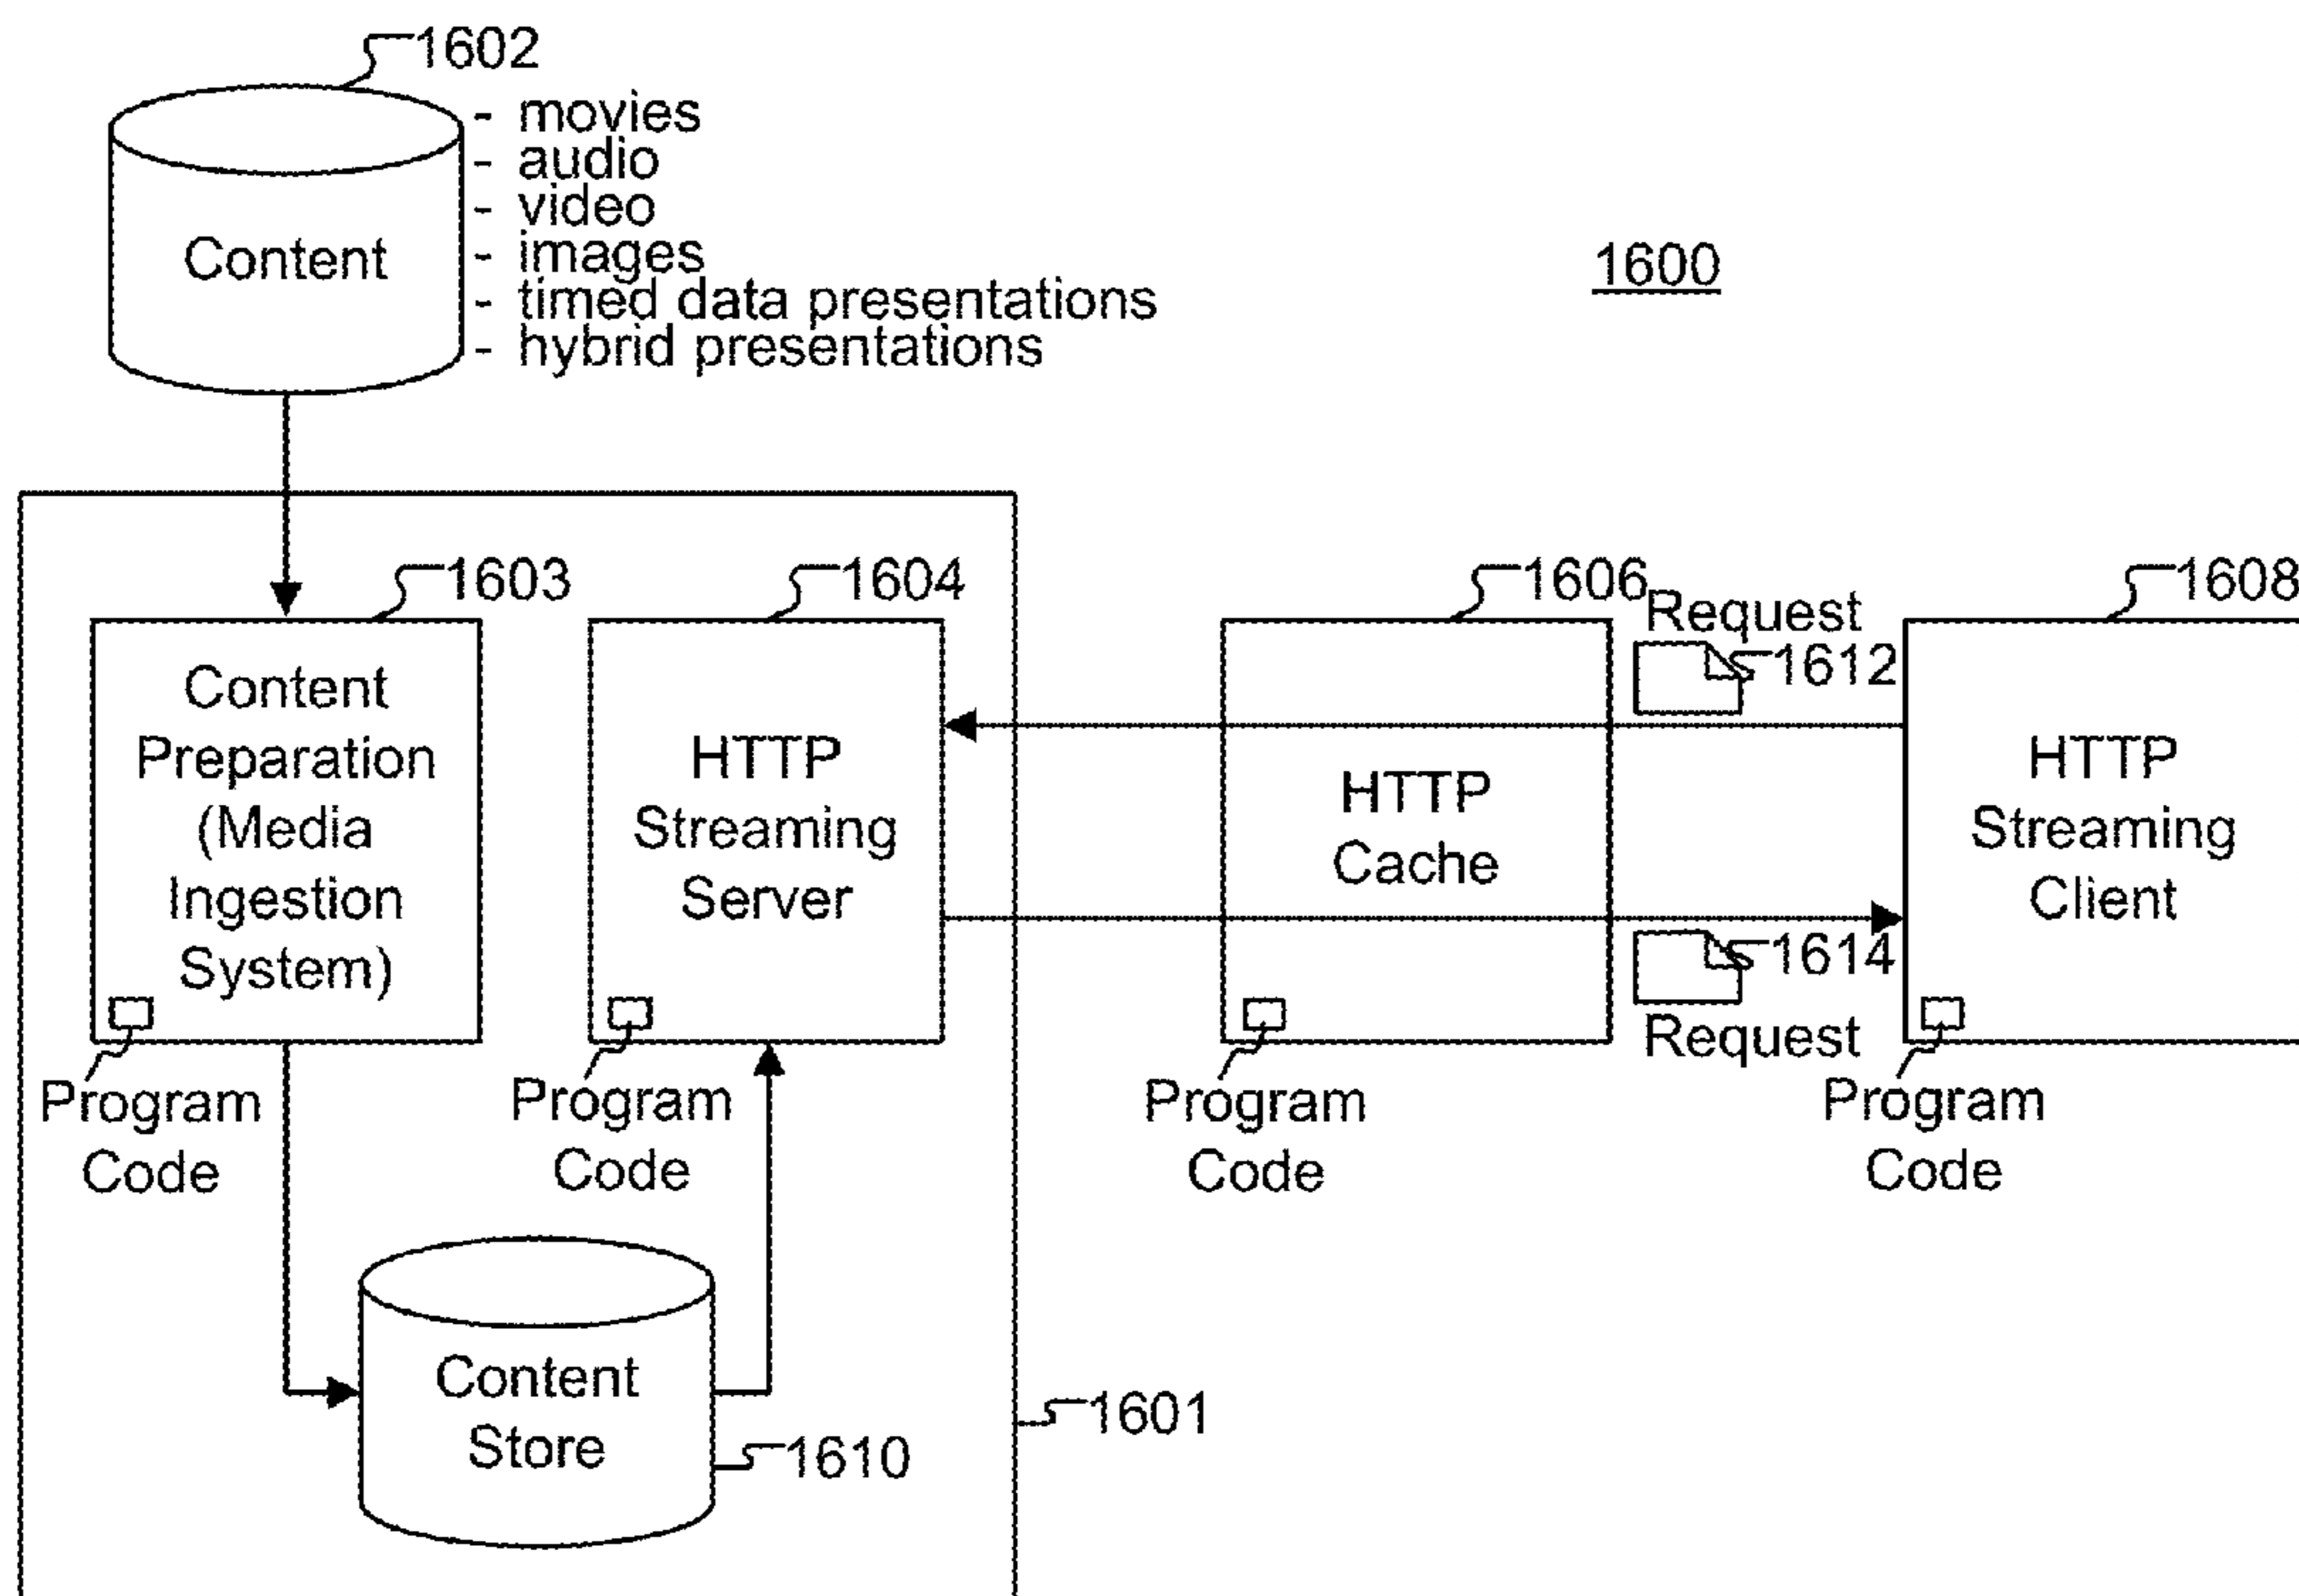 1602
- movies
- audio
- video
- images
- timed data presentations
- hybrid presentations
Content
1600
1603
1604
1606
1608
Request
1612
Content
Preparation
(Media
Ingestion
System)
HTTP
Streaming
Server
HTTP
Cache
HTTP
Streaming
Client
1614
Request
Program
Code
Program
Code
Program
Code
Program
Code
Content
Store
1610
1601